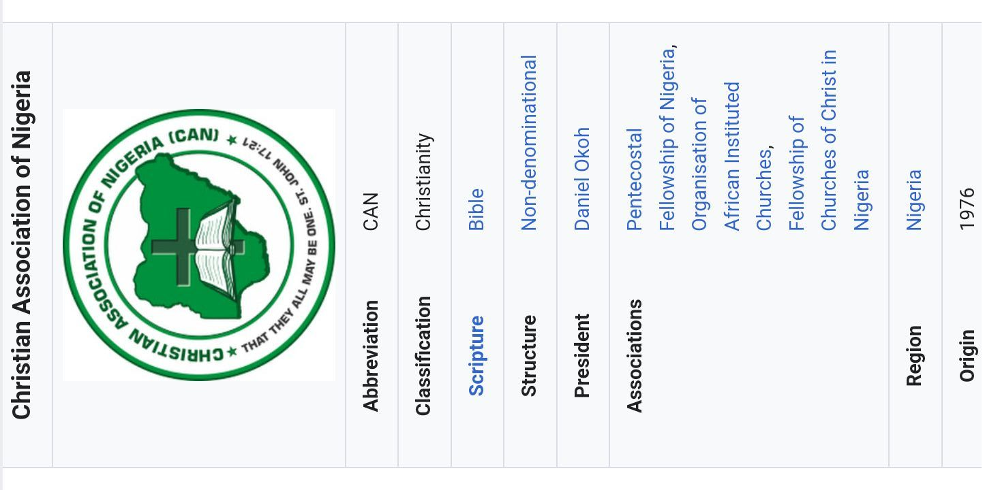 Christian Association of Nigeria
CHRISTIAN ASSOCIATION OF NIGERIA (CAN)
THAT THEY ALL MAY BE ONE. ST. JOHN 17:21
Abbreviation CAN
Classification Christianity
Scripture Bible
Structure Non-denominational
President Daniel Okoh
Associations Pentecostal
Fellowship of Nigeria,
Organisation of
African Instituted
Churches,
Fellowship of
Churches of Christ in
Nigeria
Region Nigeria
Origin 1976